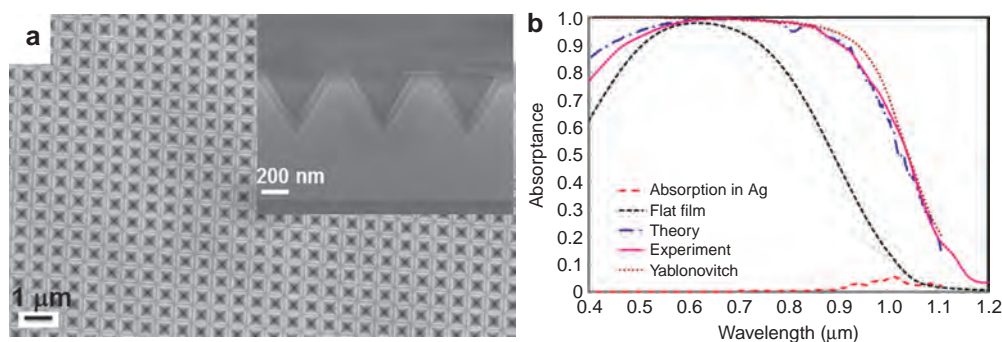 a
200 nm
1 μm
b
Absorptance
1.0
0.9
0.8
0.7
0.6
0.5
0.4
0.3
0.2
0.1
0
Absorption in Ag
Flat film
Theory
Experiment
Yablonovitch
0.4 0.5 0.6 0.7 0.8 0.9 1.0 1.1 1.2
Wavelength (μm)